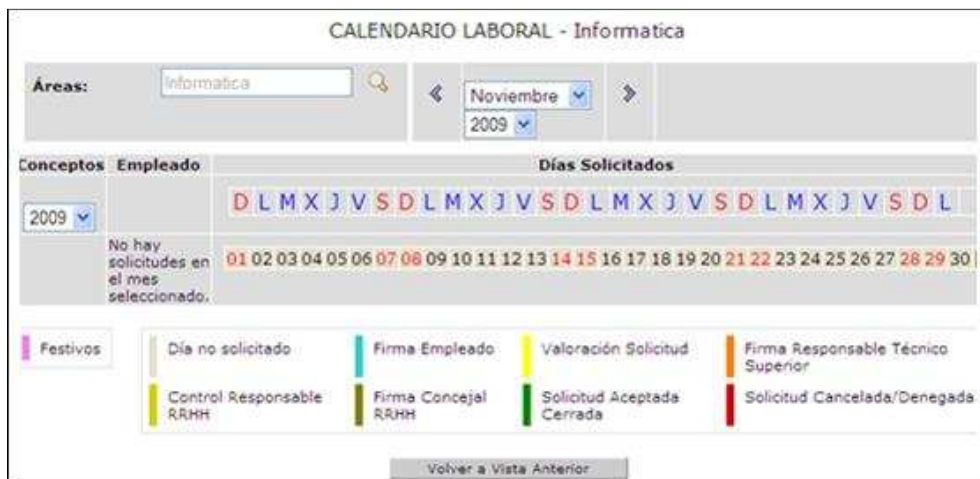 CALENDARIO LABORAL - Informatica
Áreas: Informatica Noviembre
2009
Conceptos Empleado Días Solicitados
2009 D L M X J V S D L M X J V S D L M X J V S D L M X J V S D L
No hay
solicitudes en
el mes
seleccionado.
01 02 03 04 05 06 07 08 09 10 11 12 13 14 15 16 17 18 19 20 21 22 23 24 25 26 27 28 29 30
Festivos Día no solicitado Firma Empleado Valoración Solicitud Firma Responsable Técnico
Superior
Control Responsable
RRHH
Firma Concejal
RRHH
Solicitud Aceptada
Cerrada
Solicitud Cancelada/Denegada
Volver a Vista Anterior